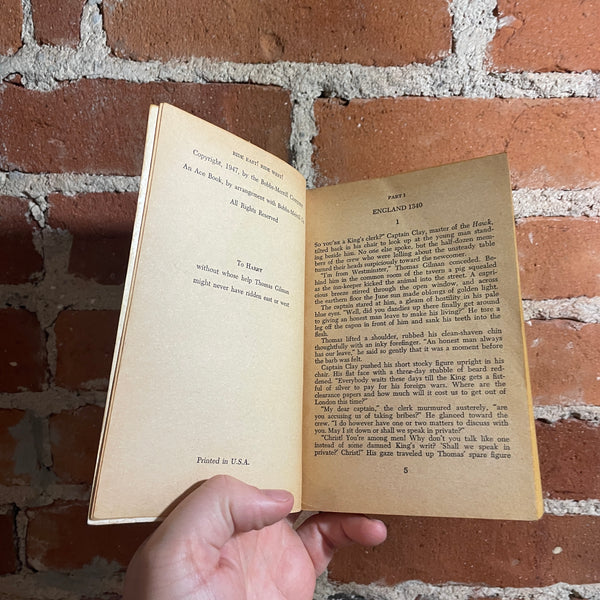 RIDE EAST! RIDE WEST!
Copyright, 1947, by the Bobbs-Merrill Company
An Ace Book, by arrangement with Bobbs-Merrill Co.
All Rights Reserved
To HARRY
without whose help Thomas Gilman
might never have ridden east or west
Printed in U.S.A.
PART I
ENGLAND 1340
1
So you're a King's clerk?" Captain Clay, master of the Hawk,
tilted back in his chair to look up at the young man stand-
ing beside him. No one else spoke, but the half-dozen mem-
bers of the crew who were lolling about the unsteady table
turned their heads suspiciously toward the newcomer.
"I'm from Westminster," Thomas Gilman conceded. Be-
hind him in the common room of the tavern a pig squealed
as the inn-keeper kicked the animal into the street. A capri-
cious breeze stirred through the open window, and across
the earthern floor the June sun made oblongs of golden light.
The captain stared at him, a gleam of hostility in his pale
blue eyes. "Well, did you dandies up there finally get around
to giving an honest man leave to make his living?" He tore a
leg off the capon in front of him and sank his teeth into the
flesh.
Thomas lifted a shoulder, rubbed his clean-shaven chin
thoughtfully with an inky forefinger. "An honest man always
has our leave," he said so gently that it was a moment before
the barb was felt.
Captain Clay pushed his short stocky figure upright in his
chair. His flat face with a three-day stubble of beard red-
dened. "Everybody waits these days till the King gets a fist-
ful of silver to pay for his foreign wars. Where are the
clearance papers and how much will it cost us to get out of
London this time?"
"My dear captain," the clerk murmured austerely, "are
you accusing us of taking bribes?" He glanced toward the crew.
"I do however have one or two matters to discuss with
you. May I sit down or shall we speak in private?"
"Christ! You're among men! Why don't you talk like one
instead of some damned King's writ? 'Shall we speak in
private?' Christ!" His gaze traveled up Thomas' spare figure
5